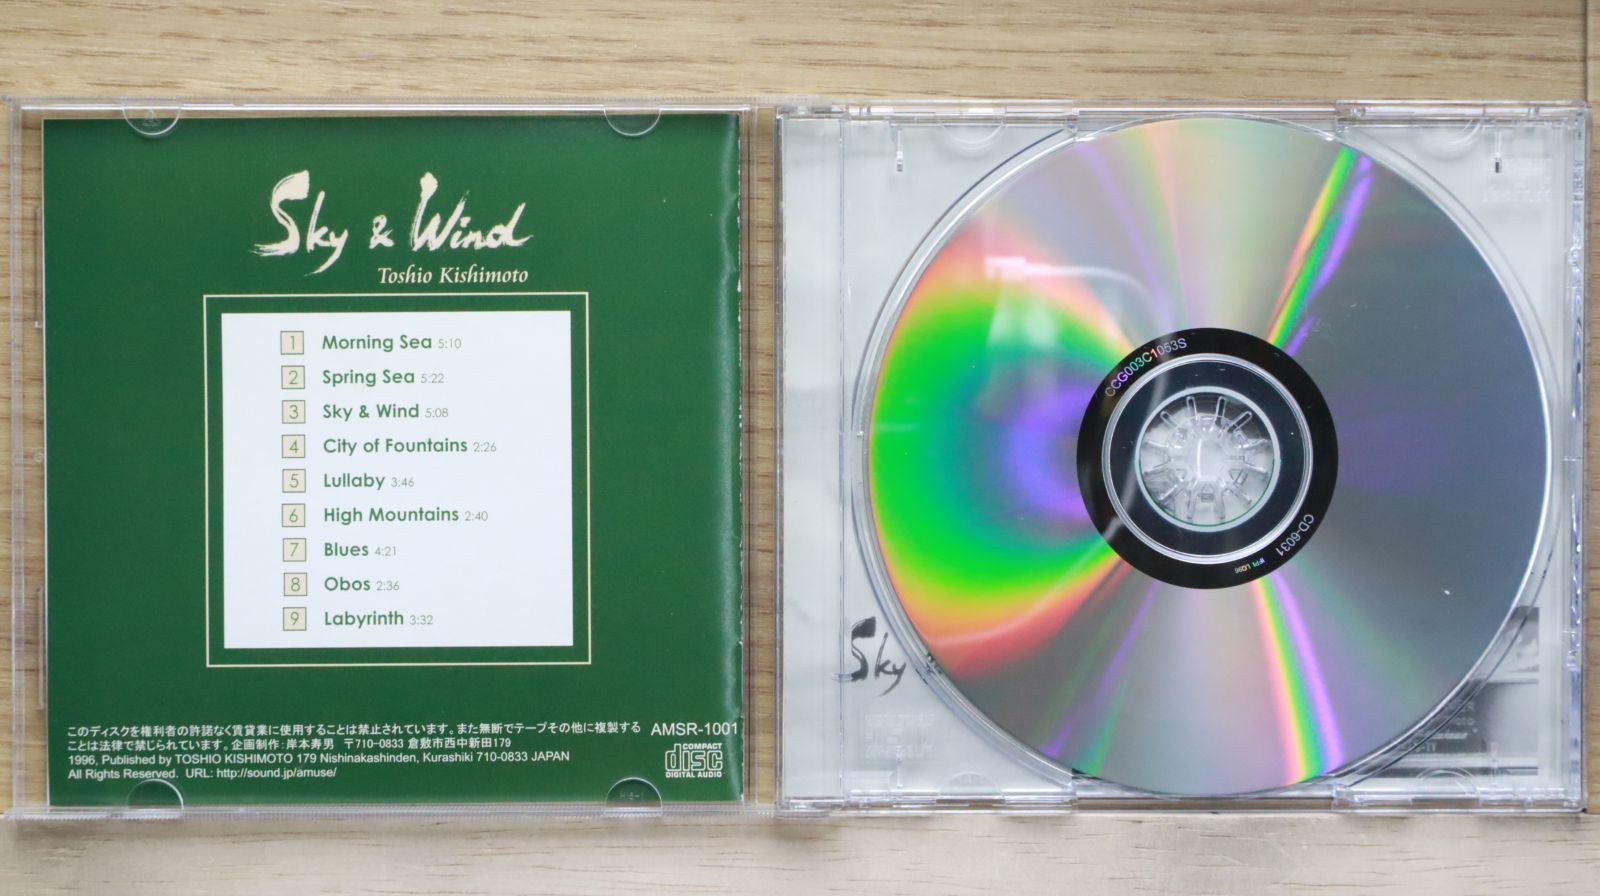 Sky & Wind
Toshio Kishimoto
1 Morning Sea 5:10
2 Spring Sea 5:22
3 Sky & Wind 5:08
4 City of Fountains 2:26
5 Lullaby 3:46
6 High Mountains 2:40
7 Blues 4:21
8 Obos 2:36
9 Labyrinth 3:32
このディスクを権利者の許諾なく賃貸業に使用することは禁止されています。また無断でテープその他に複製する
ことは法律で禁じられています。企画制作：岸本寿男 〒710-0833 倉敷市西中新田179
1996, Published by TOSHIO KISHIMOTO 179 Nishinakashinden, Kurashiki 710-0833 JAPAN
All Rights Reserved. URL: http://sound.jp/amuse/
AMSR-1001
COMPACT
disc
DIGITAL AUDIO
CCG003C1053S
CD-6031
IFPI L096
Sky